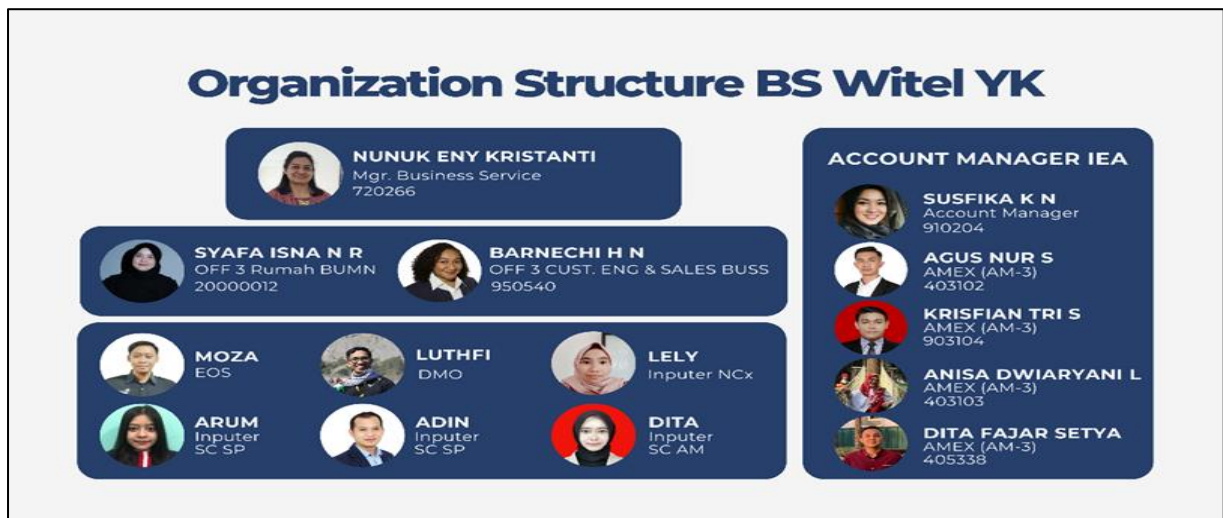 Organization Structure BS Witel YK
NUNUK ENY KRISTANTI
Mgr. Business Service
720266
SYAFA ISNA N R
OFF 3 Rumah BUMN
20000012
BARNECHI H N
OFF 3 CUST. ENG & SALES BUSS
950540
MOZA
EOS
LUTHFI
DMO
LELY
Inputer NCx
ARUM
Inputer
SC SP
ADIN
Inputer
SC SP
DITA
Inputer
SC AM
ACCOUNT MANAGER IEA
SUSFIKA K N
Account Manager
910204
AGUS NUR S
AMEX (AM-3)
403102
KRISFIAN TRI S
AMEX (AM-3)
903104
ANISA DWIARYANI L
AMEX (AM-3)
403103
DITA FAJAR SETYA
AMEX (AM-3)
405338